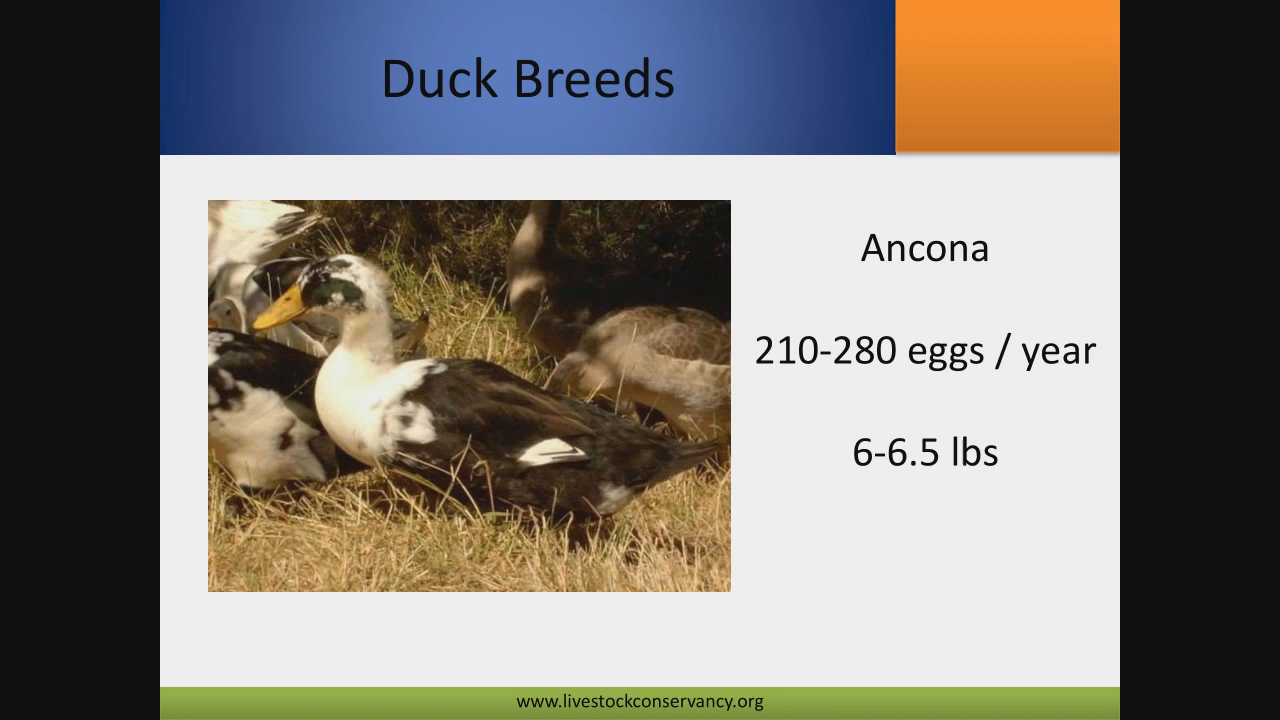 Duck Breeds
Ancona
210-280 eggs / year
6-6.5 lbs
www.livestockconservancy.org